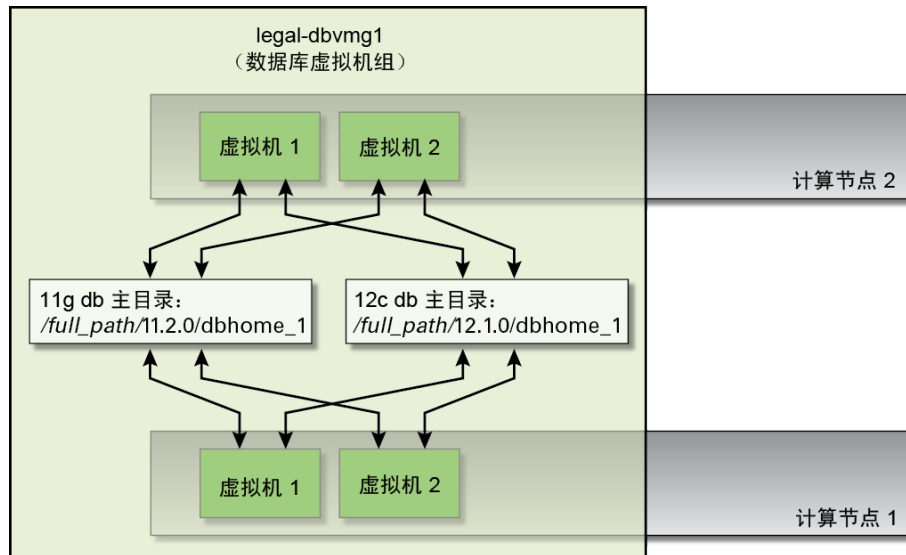 legal-dbvmg1
（数据库虚拟机组）
虚拟机 1
虚拟机 2
计算节点 2
11g db 主目录：
/full_path/11.2.0/dbhome_1
12c db 主目录：
/full_path/12.1.0/dbhome_1
虚拟机 1
虚拟机 2
计算节点 1